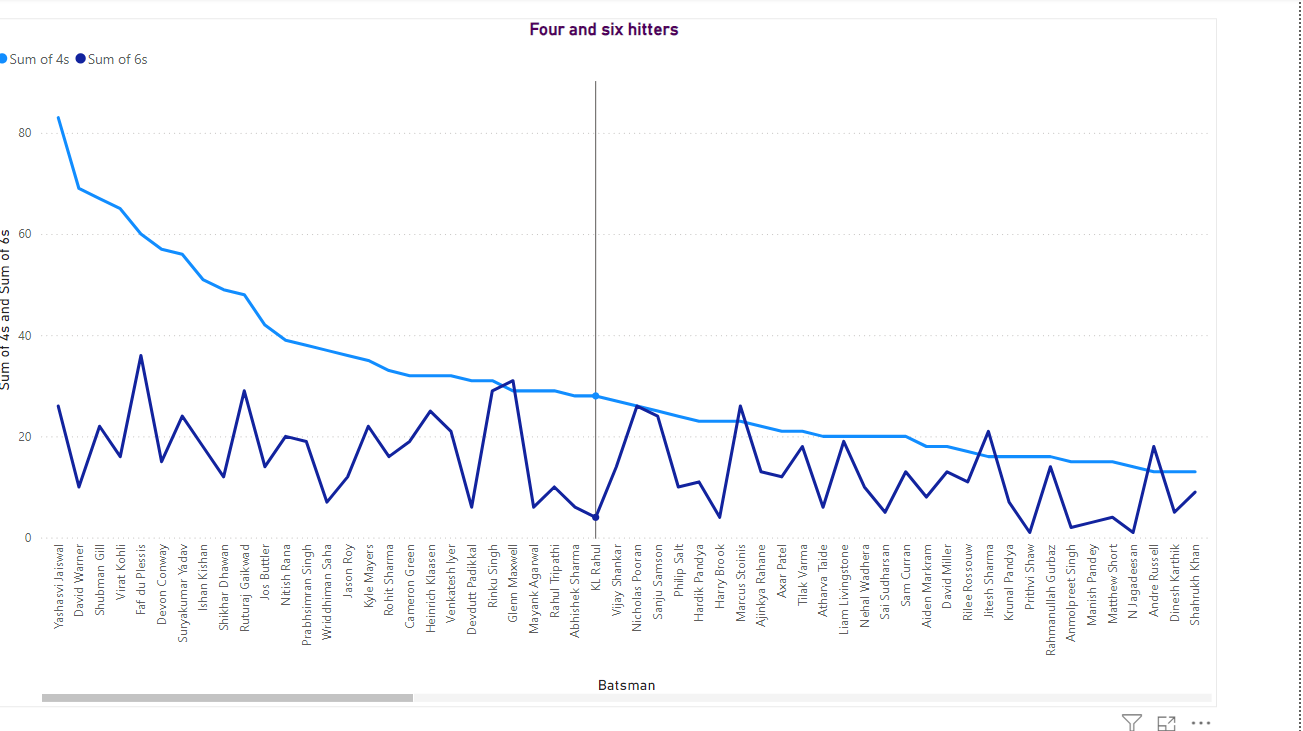 Four and six hitters
Sum of 4s Sum of 6s
Sum of 4s and Sum of 6s
80
60
40
20
0
Yashasvi Jaiswal
David Warner
Shubman Gill
Virat Kohli
Faf du Plessis
Devon Conway
Suryakumar Yadav
Ishan Kishan
Shikhar Dhawan
Ruturaj Gaikwad
Jos Buttler
Nitish Rana
Prabhsimran Singh
Wriddhiman Saha
Jason Roy
Kyle Mayers
Rohit Sharma
Cameron Green
Heinrich Klaasen
Venkatesh Iyer
Devdutt Padikkal
Rinku Singh
Glenn Maxwell
Mayank Agarwal
Rahul Tripathi
Abhishek Sharma
KL Rahul
Vijay Shankar
Nicholas Pooran
Sanju Samson
Philip Salt
Hardik Pandya
Harry Brook
Marcus Stoinis
Ajinkya Rahane
Axar Patel
Tilak Varma
Atharva Taide
Liam Livingstone
Nehal Wadhera
Sai Sudharsan
Sam Curran
Aiden Markram
David Miller
Rilee Rossouw
Jitesh Sharma
Krunal Pandya
Prithvi Shaw
Rahmanullah Gurbaz
Anmolpreet Singh
Manish Pandey
Matthew Short
N Jagadeesan
Andre Russell
Dinesh Karthik
Shahrukh Khan
Batsman